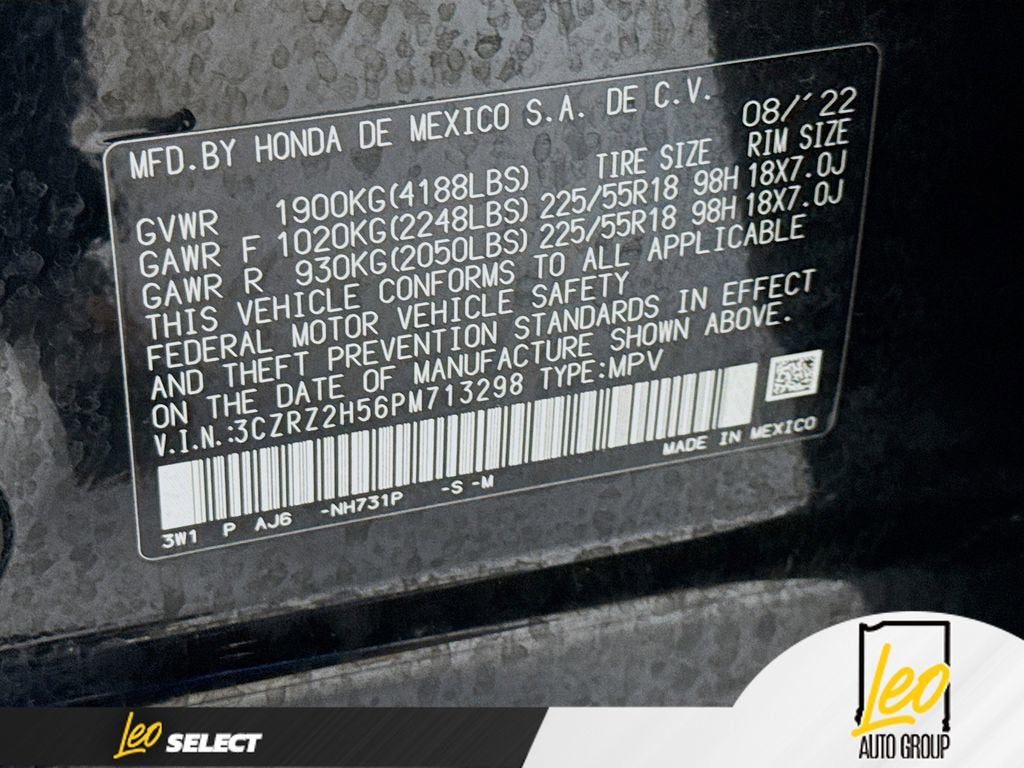 MFD.BY HONDA DE MEXICO S.A. DE C.V. 08/´22
TIRE SIZE RIM SIZE
GVWR 1900KG(4188LBS)
GAWR F 1020KG(2248LBS) 225/55R18 98H 18X7.0J
GAWR R 930KG(2050LBS) 225/55R18 98H 18X7.0J
THIS VEHICLE CONFORMS TO ALL APPLICABLE
FEDERAL MOTOR VEHICLE SAFETY
AND THEFT PREVENTION STANDARDS IN EFFECT
ON THE DATE OF MANUFACTURE SHOWN ABOVE.
V.I.N.:3CZRZ2H56PM713298 TYPE:MPV
MADE IN MEXICO
3W1 P AJ6 -NH731P -S -M
Leo SELECT
Leo
AUTO GROUP